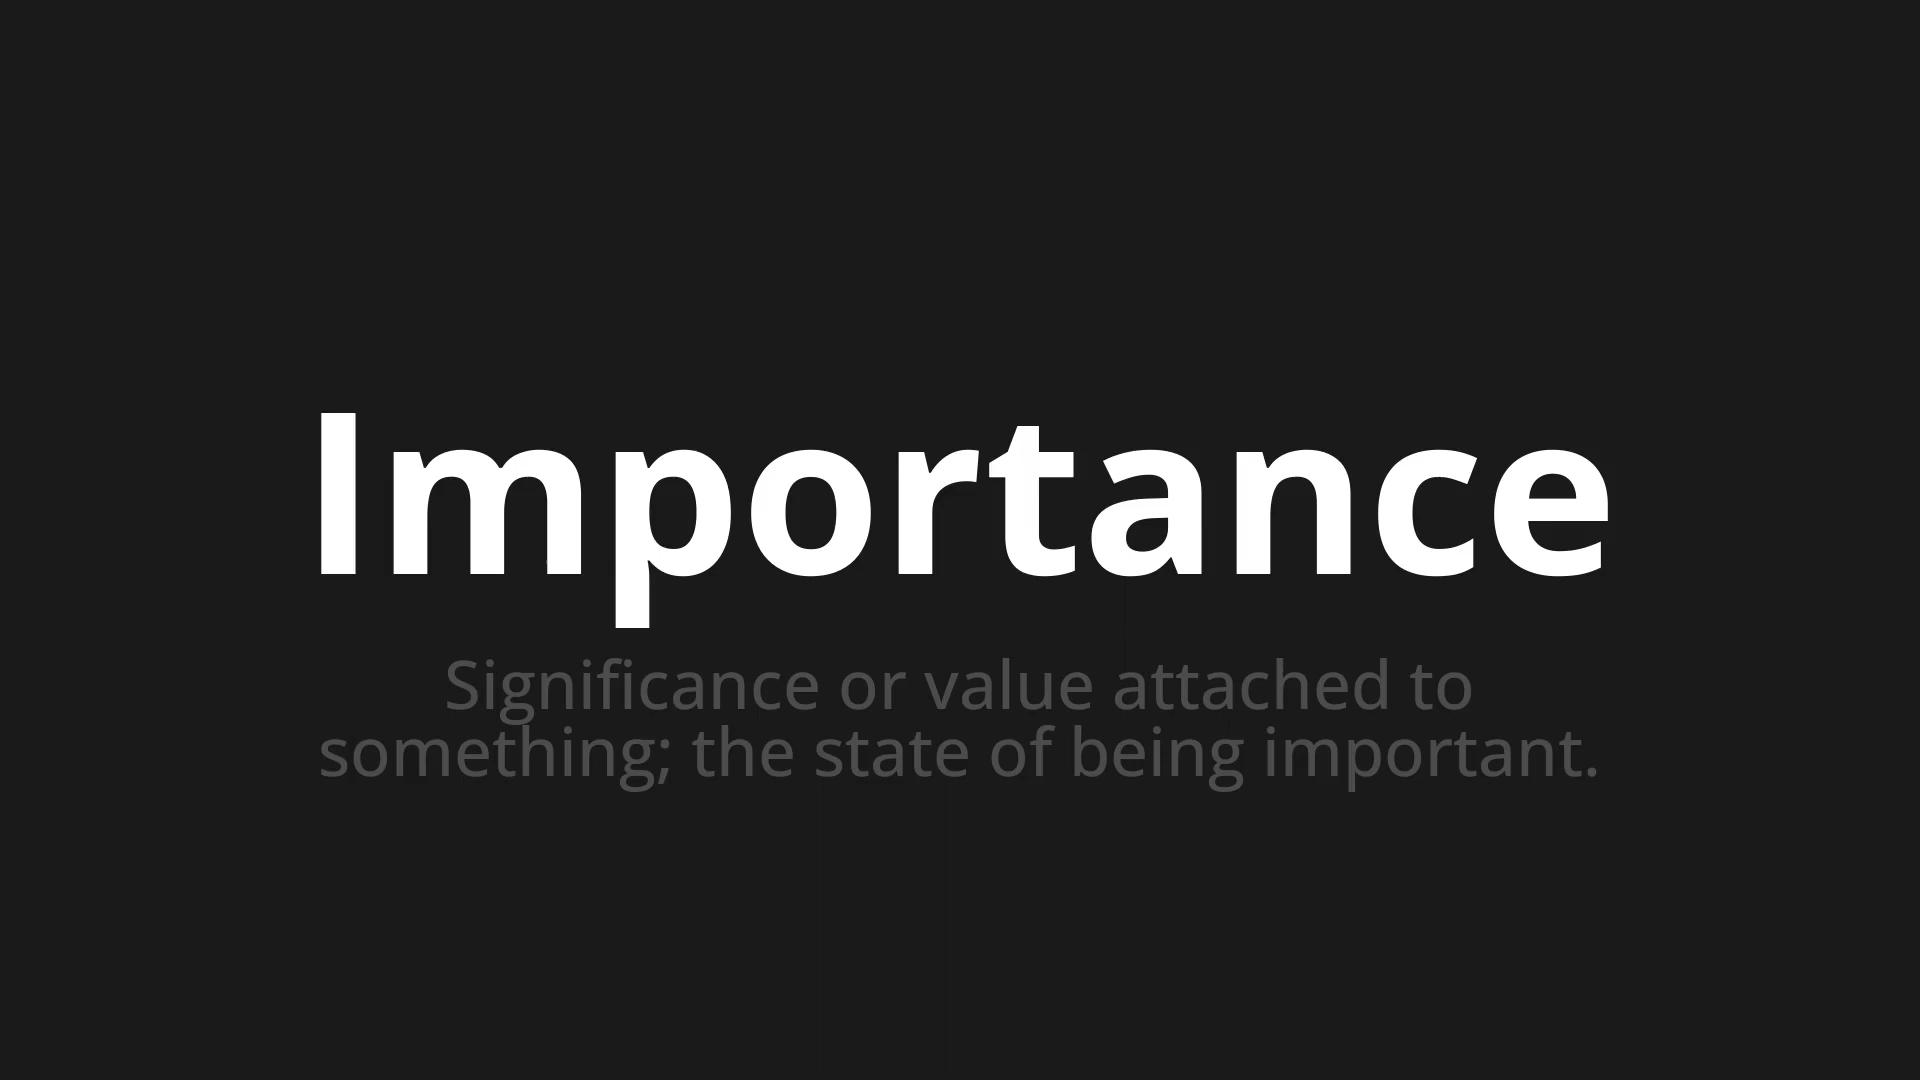 Importance
Significance or value attached to
something; the state of being important.